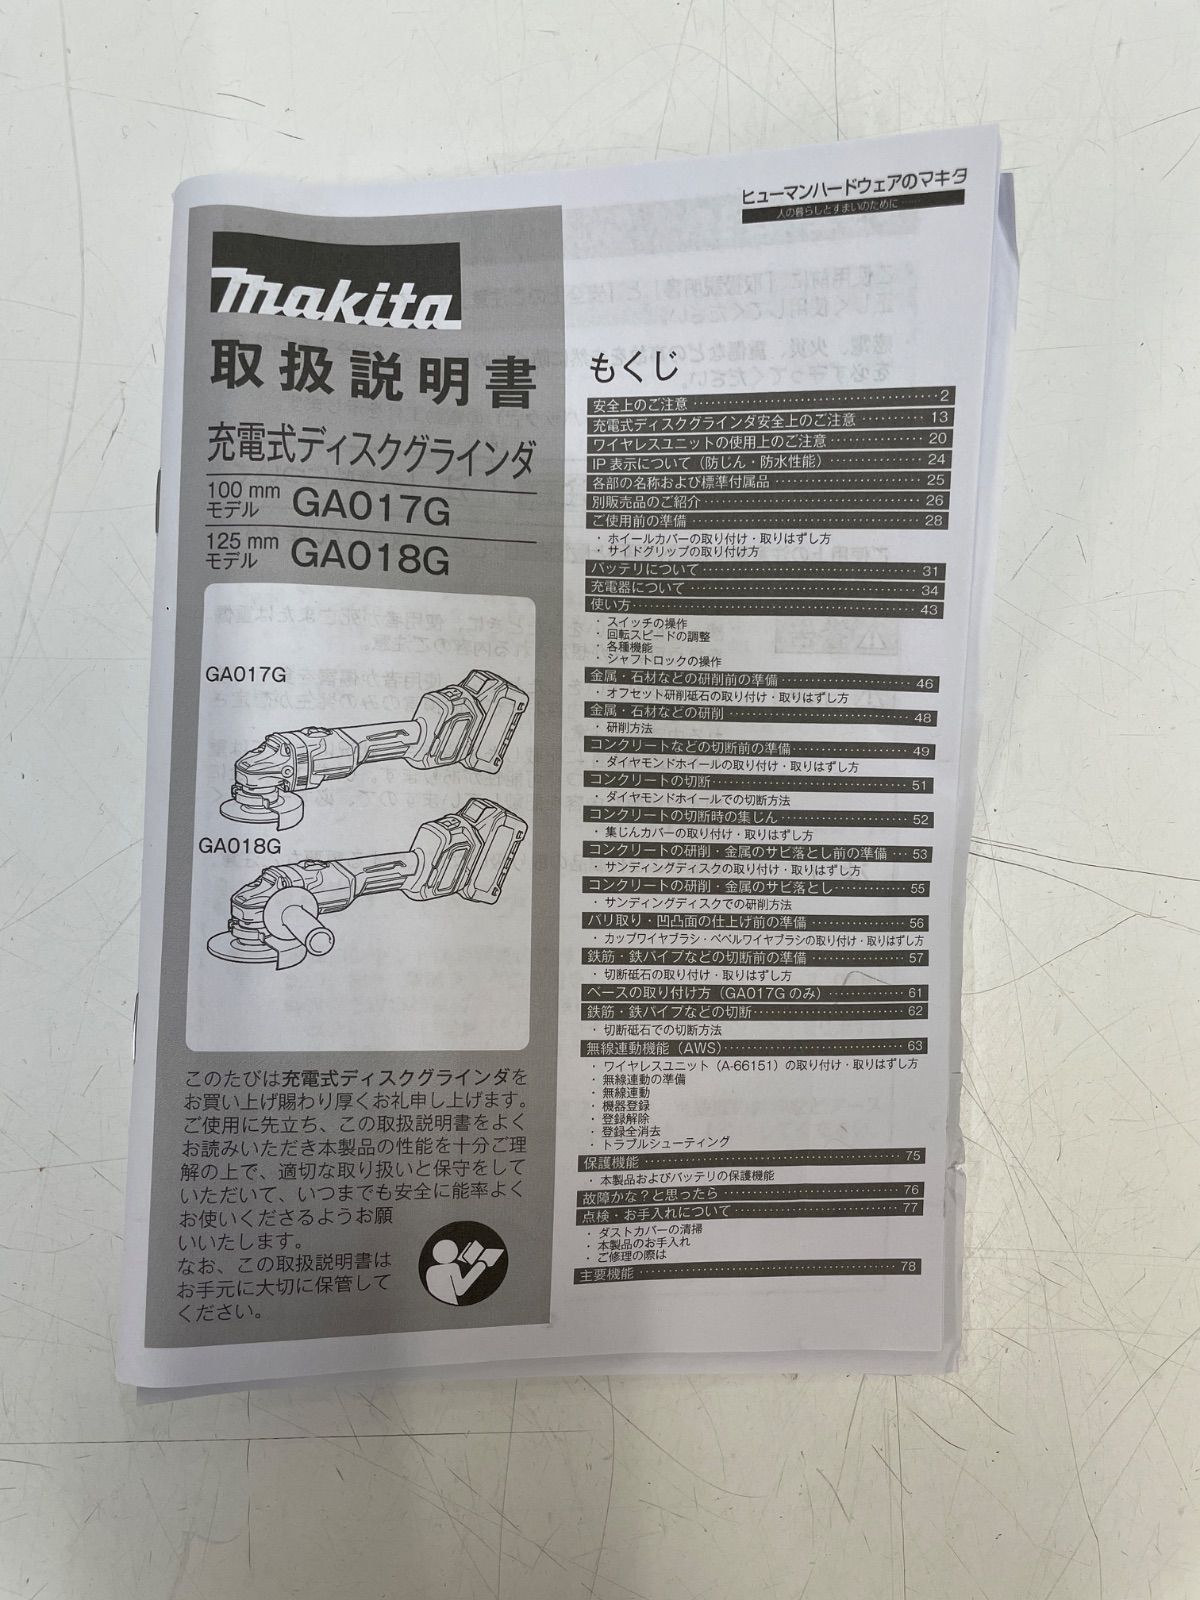 ヒューマンハードウェアのマキタ
人の暮らしとすまいのために……
makita
取扱説明書
充電式ディスクグラインダ
100 mm モデル GA017G
125 mm モデル GA018G
GA017G
GA018G
このたびは充電式ディスクグラインダを
お買い上げ賜わり厚くお礼申し上げます。
ご使用に先立ち、この取扱説明書をよく
お読みいただき本製品の性能を十分ご理
解の上で、適切な取り扱いと保守をして
いただいて、いつまでも安全に能率よく
お使いくださるようお願
いいたします。
なお、この取扱説明書は
お手元に大切に保管して
ください。
もくじ
安全上のご注意 2
充電式ディスクグラインダ安全上のご注意 13
ワイヤレスユニットの使用上のご注意 20
IP 表示について（防じん・防水性能） 24
各部の名称および標準付属品 25
別販売品のご紹介 26
ご使用前の準備 28
・ホイールカバーの取り付け・取りはずし方
・サイドグリップの取り付け方
バッテリについて 31
充電器について 34
使い方 43
・スイッチの操作
・回転スピードの調整
・各種機能
・シャフトロックの操作
金属・石材などの研削前の準備 46
・オフセット研削砥石の取り付け・取りはずし方
金属・石材などの研削 48
・研削方法
コンクリートなどの切断前の準備 49
・ダイヤモンドホイールの取り付け・取りはずし方
コンクリートの切断 51
・ダイヤモンドホイールでの切断方法
コンクリートの切断時の集じん 52
・集じんカバーの取り付け・取りはずし方
コンクリートの研削・金属のサビ落とし前の準備 53
・サンディングディスクの取り付け・取りはずし方
コンクリートの研削・金属のサビ落とし 55
・サンディングディスクでの研削方法
バリ取り・凹凸面の仕上げ前の準備 56
・カップワイヤブラシ・ベベルワイヤブラシの取り付け・取りはずし方
鉄筋・鉄パイプなどの切断前の準備 57
・切断砥石の取り付け・取りはずし方
ベースの取り付け方（GA017G のみ） 61
鉄筋・鉄パイプなどの切断 62
・切断砥石での切断方法
無線連動機能（AWS） 63
・ワイヤレスユニット（A-66151）の取り付け・取りはずし方
・無線連動の準備
・無線連動
・機器登録
・登録解除
・登録全消去
・トラブルシューティング
保護機能 75
・本製品およびバッテリの保護機能
故障かな？と思ったら 76
点検・お手入れについて 77
・ダストカバーの清掃
・本製品のお手入れ
・ご修理の際は
主要機能 78